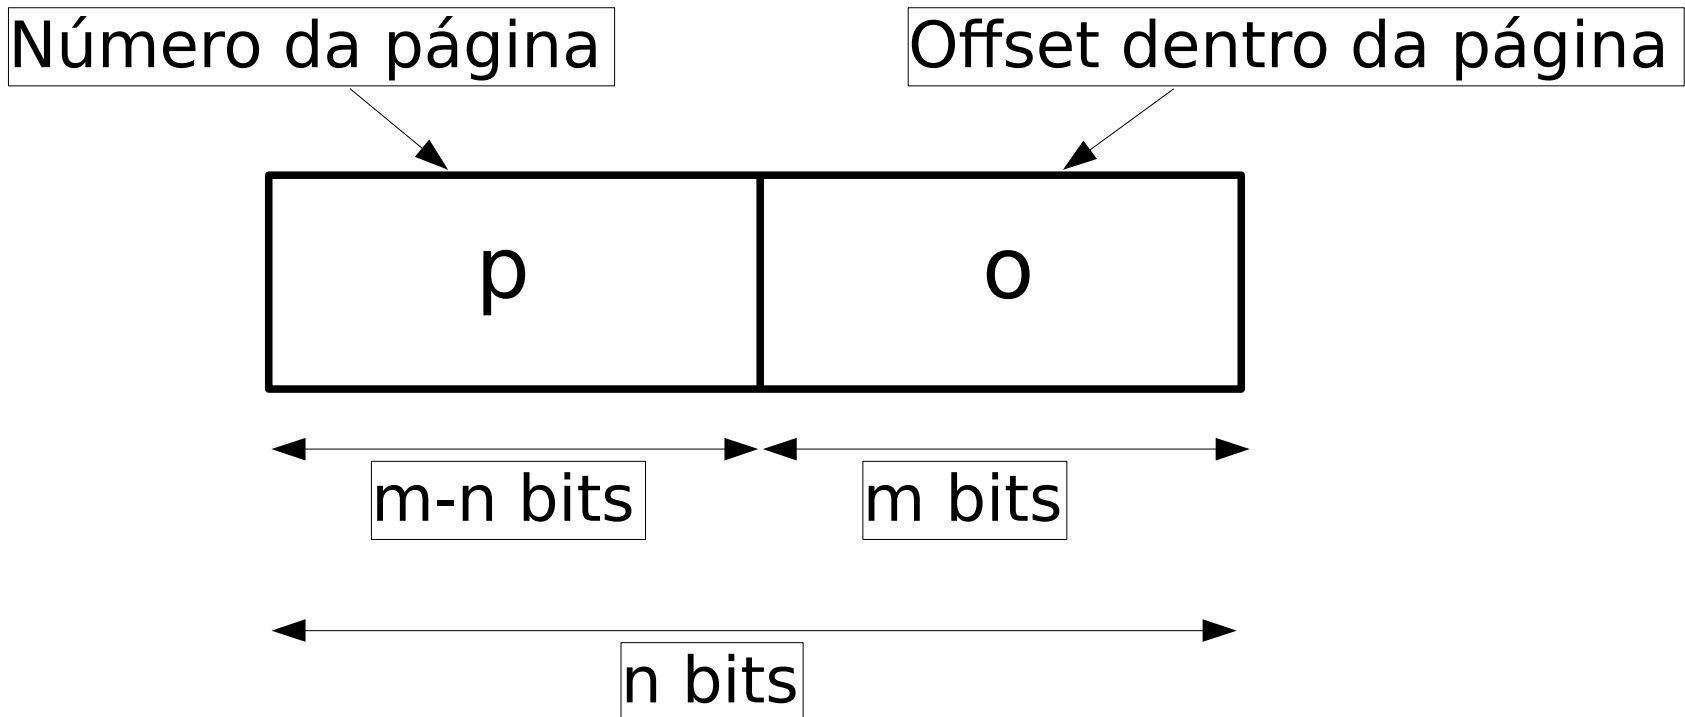 Número da página
Offset dentro da página
p
o
m-n bits
m bits
n bits